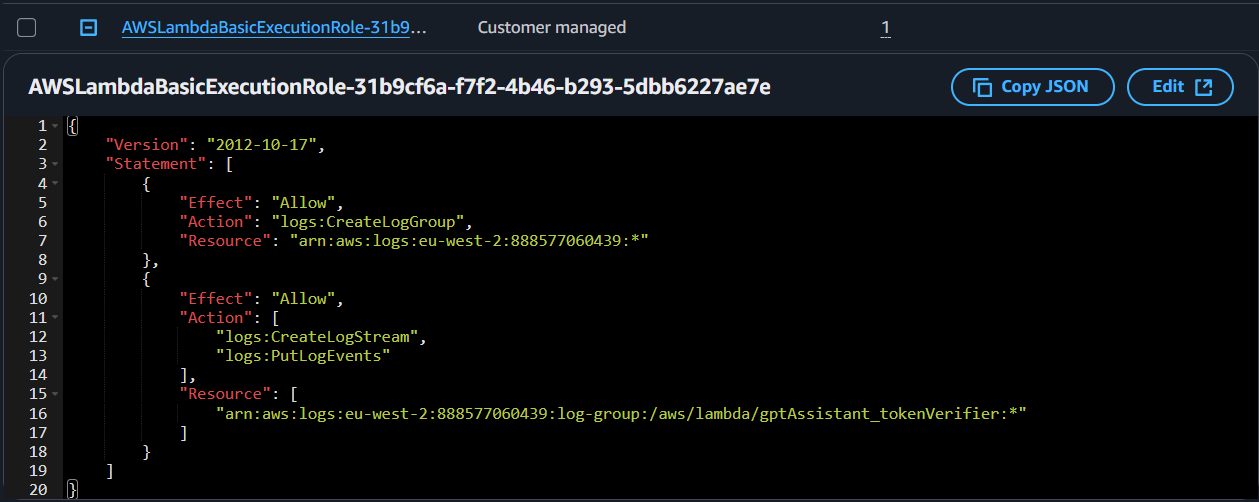 AWSLambdaBasicExecutionRole-31b9... Customer managed 1
AWSLambdaBasicExecutionRole-31b9cf6a-f7f2-4b46-b293-5dbb6227ae7e Copy JSON Edit
1 {
2     "Version": "2012-10-17",
3     "Statement": [
4         {
5             "Effect": "Allow",
6             "Action": "logs:CreateLogGroup",
7             "Resource": "arn:aws:logs:eu-west-2:888577060439:*"
8         },
9         {
10             "Effect": "Allow",
11             "Action": [
12                 "logs:CreateLogStream",
13                 "logs:PutLogEvents"
14             ],
15             "Resource": [
16                 "arn:aws:logs:eu-west-2:888577060439:log-group:/aws/lambda/gptAssistant_tokenVerifier:*"
17             ]
18         }
19     ]
20 }